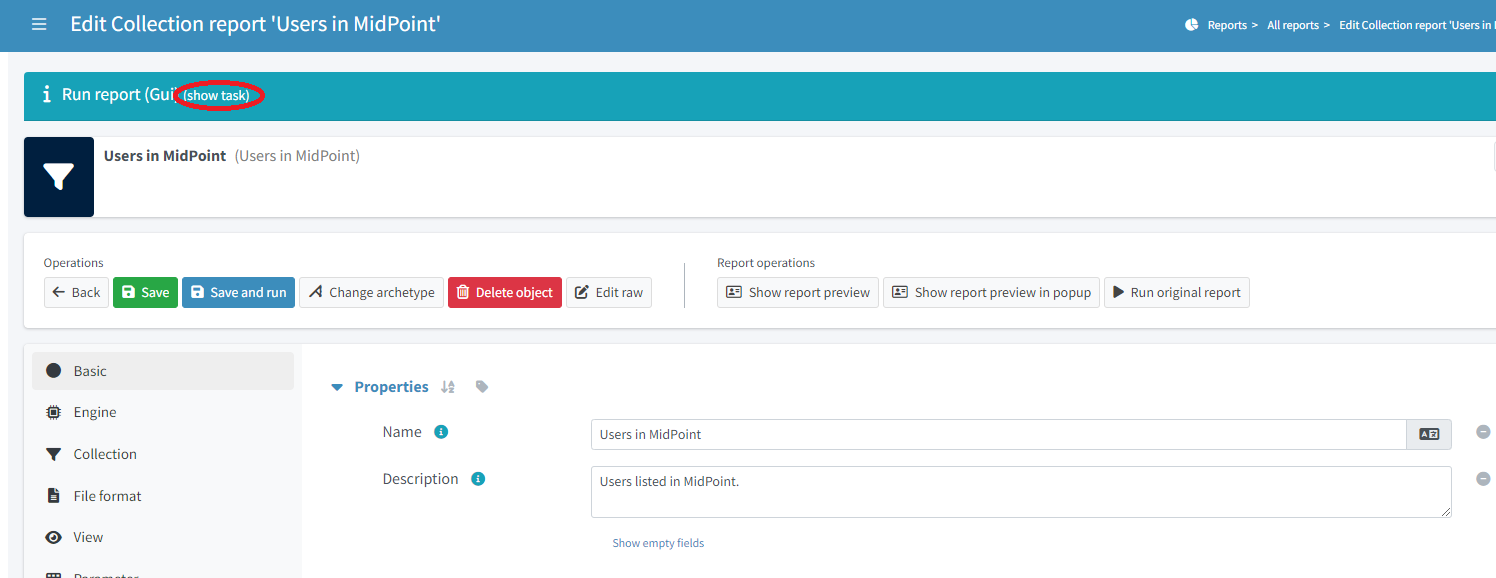 Edit Collection report 'Users in MidPoint'
Reports > All reports > Edit Collection report 'Users in
Run report (Gui) (show task)
Users in MidPoint (Users in MidPoint)
Operations
Report operations
Back Save Save and run Change archetype Delete object Edit raw Show report preview Show report preview in popup Run original report
Basic
Properties
Engine
Name Users in MidPoint
Collection
Description Users listed in MidPoint.
File format
View
Show empty fields
Parameter